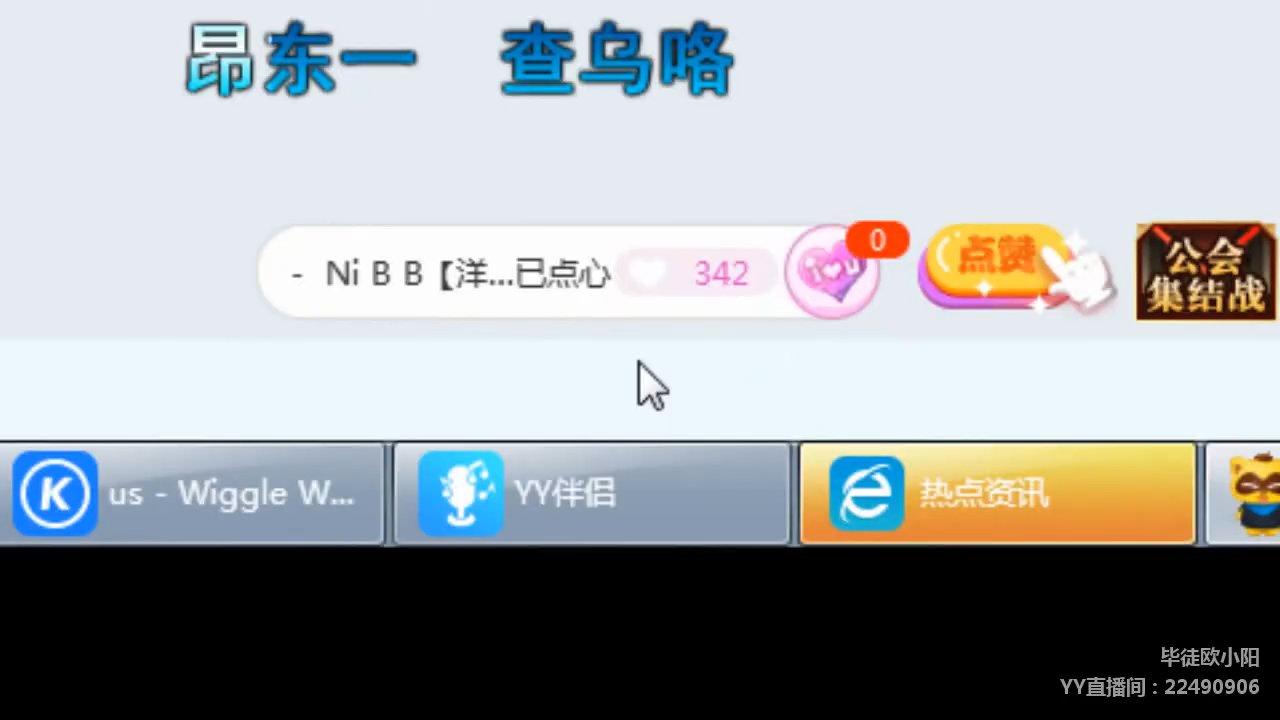 昂东一 查乌咯
- Ni B B【洋...已点心 342
0
i u
点赞
公会
集结战
us - Wiggle W...
YY伴侣
热点资讯
毕徒欧小阳
YY直播间：22490906